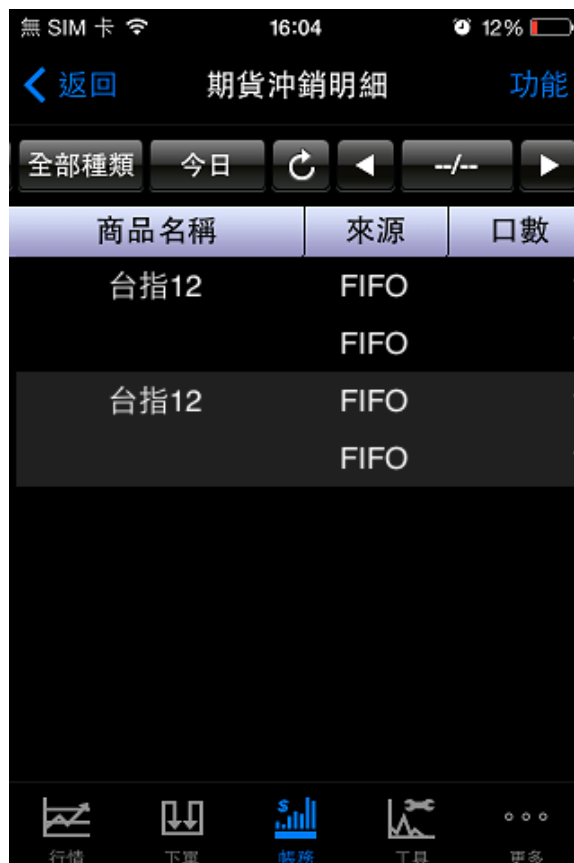 無 SIM 卡 16:04 12%
返回 期貨沖銷明細 功能
全部種類 今日 --/--
商品名稱 來源 口數
台指12 FIFO
FIFO
台指12 FIFO
FIFO
行情 下單 帳務 工具 更多